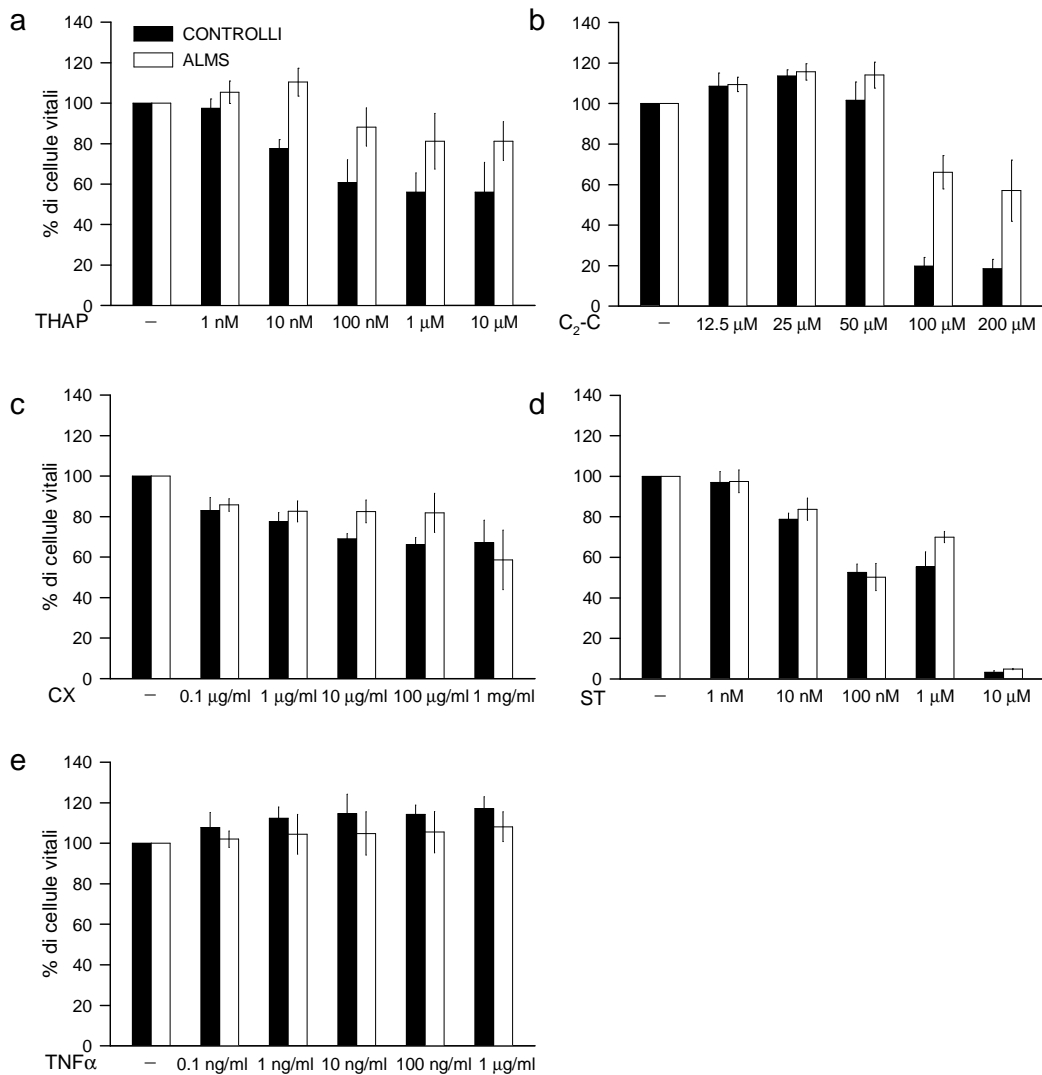 a
CONTROLLI
ALMS
% di cellule vitali
140
120
100
80
60
40
20
0
THAP – 1 nM 10 nM 100 nM 1 μM 10 μM
b
140
120
100
80
60
40
20
0
C₂-C – 12.5 μM 25 μM 50 μM 100 μM 200 μM
c
% di cellule vitali
140
120
100
80
60
40
20
0
CX – 0.1 μg/ml 1 μg/ml 10 μg/ml 100 μg/ml 1 mg/ml
d
140
120
100
80
60
40
20
0
ST – 1 nM 10 nM 100 nM 1 μM 10 μM
e
% di cellule vitali
140
120
100
80
60
40
20
0
TNFα – 0.1 ng/ml 1 ng/ml 10 ng/ml 100 ng/ml 1 μg/ml